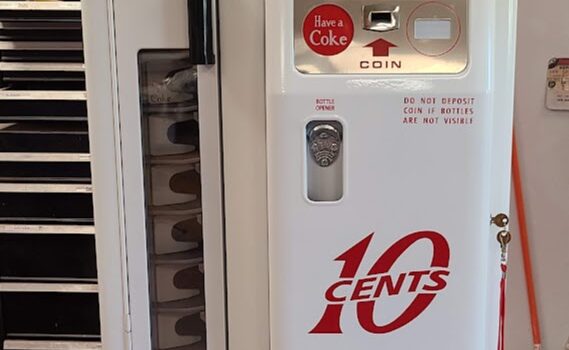 Have a
Coke
COIN
BOTTLE
OPENER
DO NOT DEPOSIT
COIN IF BOTTLES
ARE NOT VISIBLE
10
CENTS